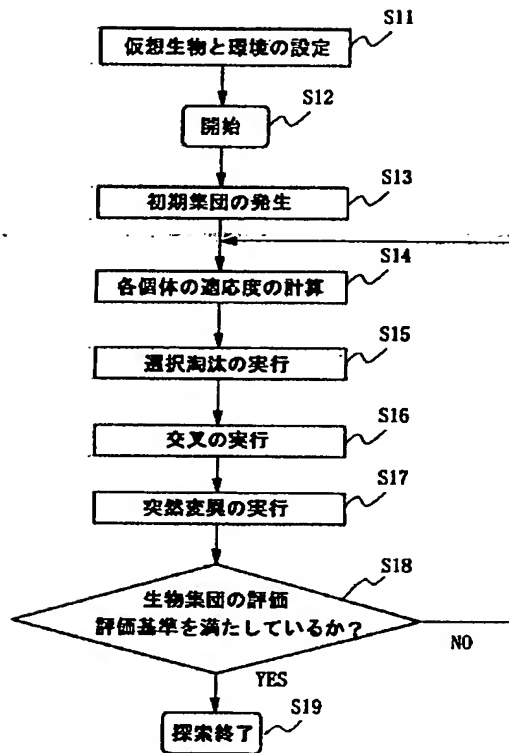 S11
仮想生物と環境の設定
S12
開始
S13
初期集団の発生
S14
各個体の適応度の計算
S15
選択淘汰の実行
S16
交叉の実行
S17
突然変異の実行
S18
生物集団の評価
評価基準を満たしているか？
NO
YES
S19
探索終了